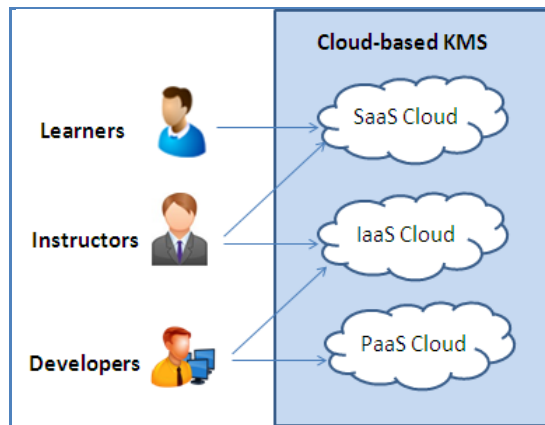 Cloud-based KMS
Learners
SaaS Cloud
Instructors
IaaS Cloud
Developers
PaaS Cloud